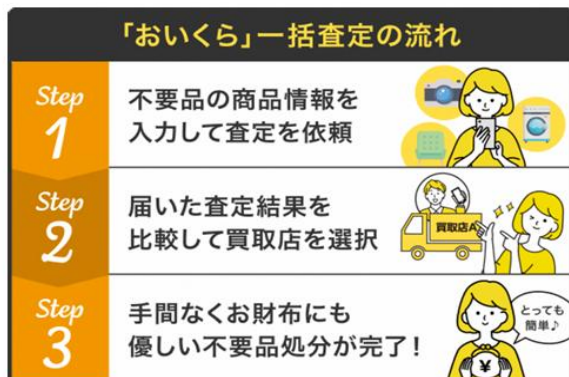 「おいくら」一括査定の流れ
Step
1
不要品の商品情報を
入力して査定を依頼
Step
2
届いた査定結果を
比較して買取店を選択
買取店A
Step
3
手間なくお財布にも
優しい不要品処分が完了!
とっても
簡単♪
¥